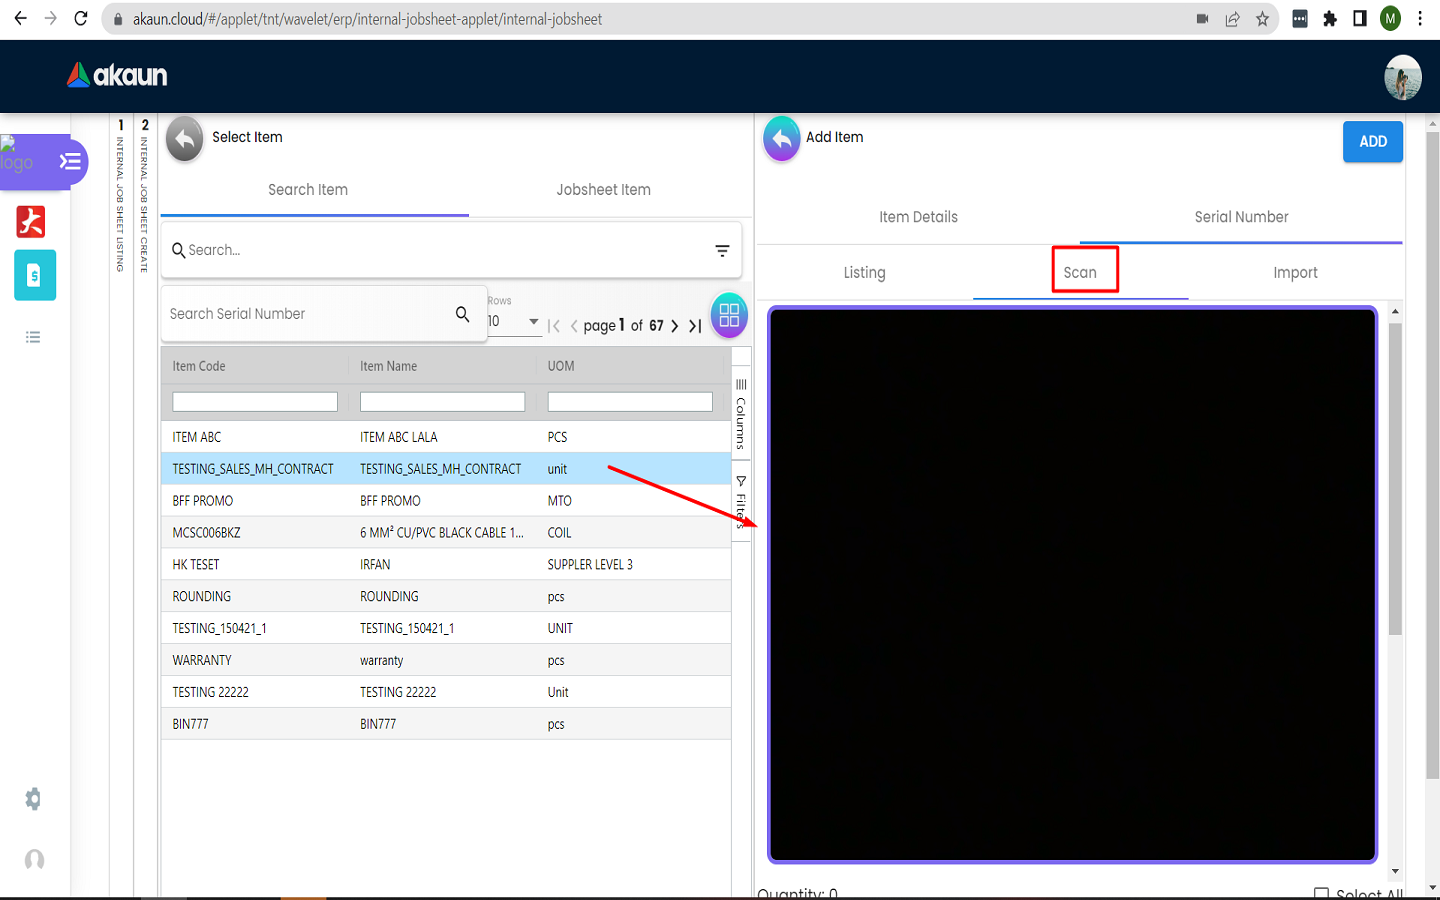 akaun.cloud/#/applet/tnt/wavelet/erp/internal-jobsheet-applet/internal-jobsheet
M
akaun
logo
1
INTERNAL JOB SHEET LISTING
2
INTERNAL JOB SHEET CREATE
Select Item
Search Item
Jobsheet Item
Search...
Search Serial Number
Rows
10
page 1 of 67
Item Code
Item Name
UOM
ITEM ABC
ITEM ABC LALA
PCS
TESTING_SALES_MH_CONTRACT
TESTING_SALES_MH_CONTRACT
unit
BFF PROMO
BFF PROMO
MTO
MCSC006BKZ
6 MM² CU/PVC BLACK CABLE 1...
COIL
HK TESET
IRFAN
SUPPLER LEVEL 3
ROUNDING
ROUNDING
pcs
TESTING_150421_1
TESTING_150421_1
UNIT
WARRANTY
warranty
pcs
TESTING 22222
TESTING 22222
Unit
BIN777
BIN777
pcs
Columns
Filters
Add Item
ADD
Item Details
Serial Number
Listing
Scan
Import
Quantity: 0
Select All